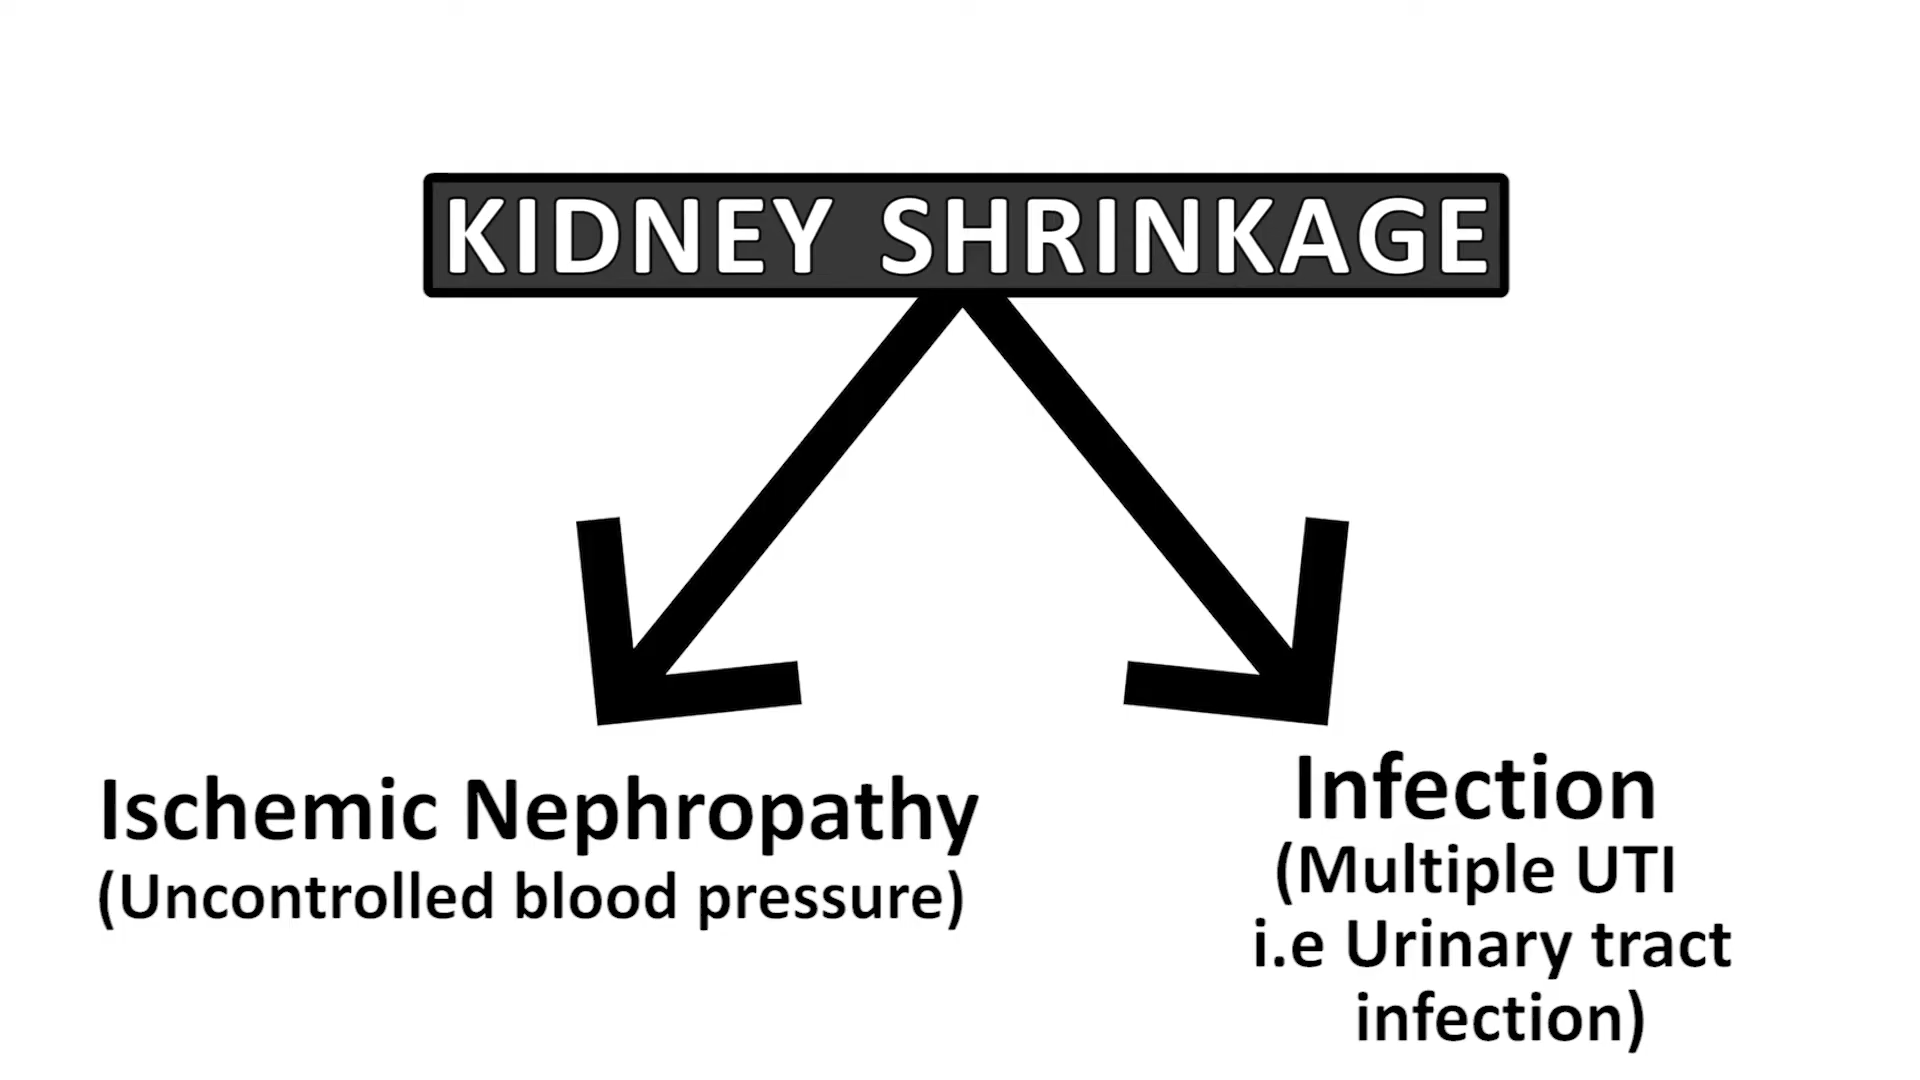 KIDNEY SHRINKAGE
Ischemic Nephropathy
(Uncontrolled blood pressure)
Infection
(Multiple UTI
i.e Urinary tract
infection)